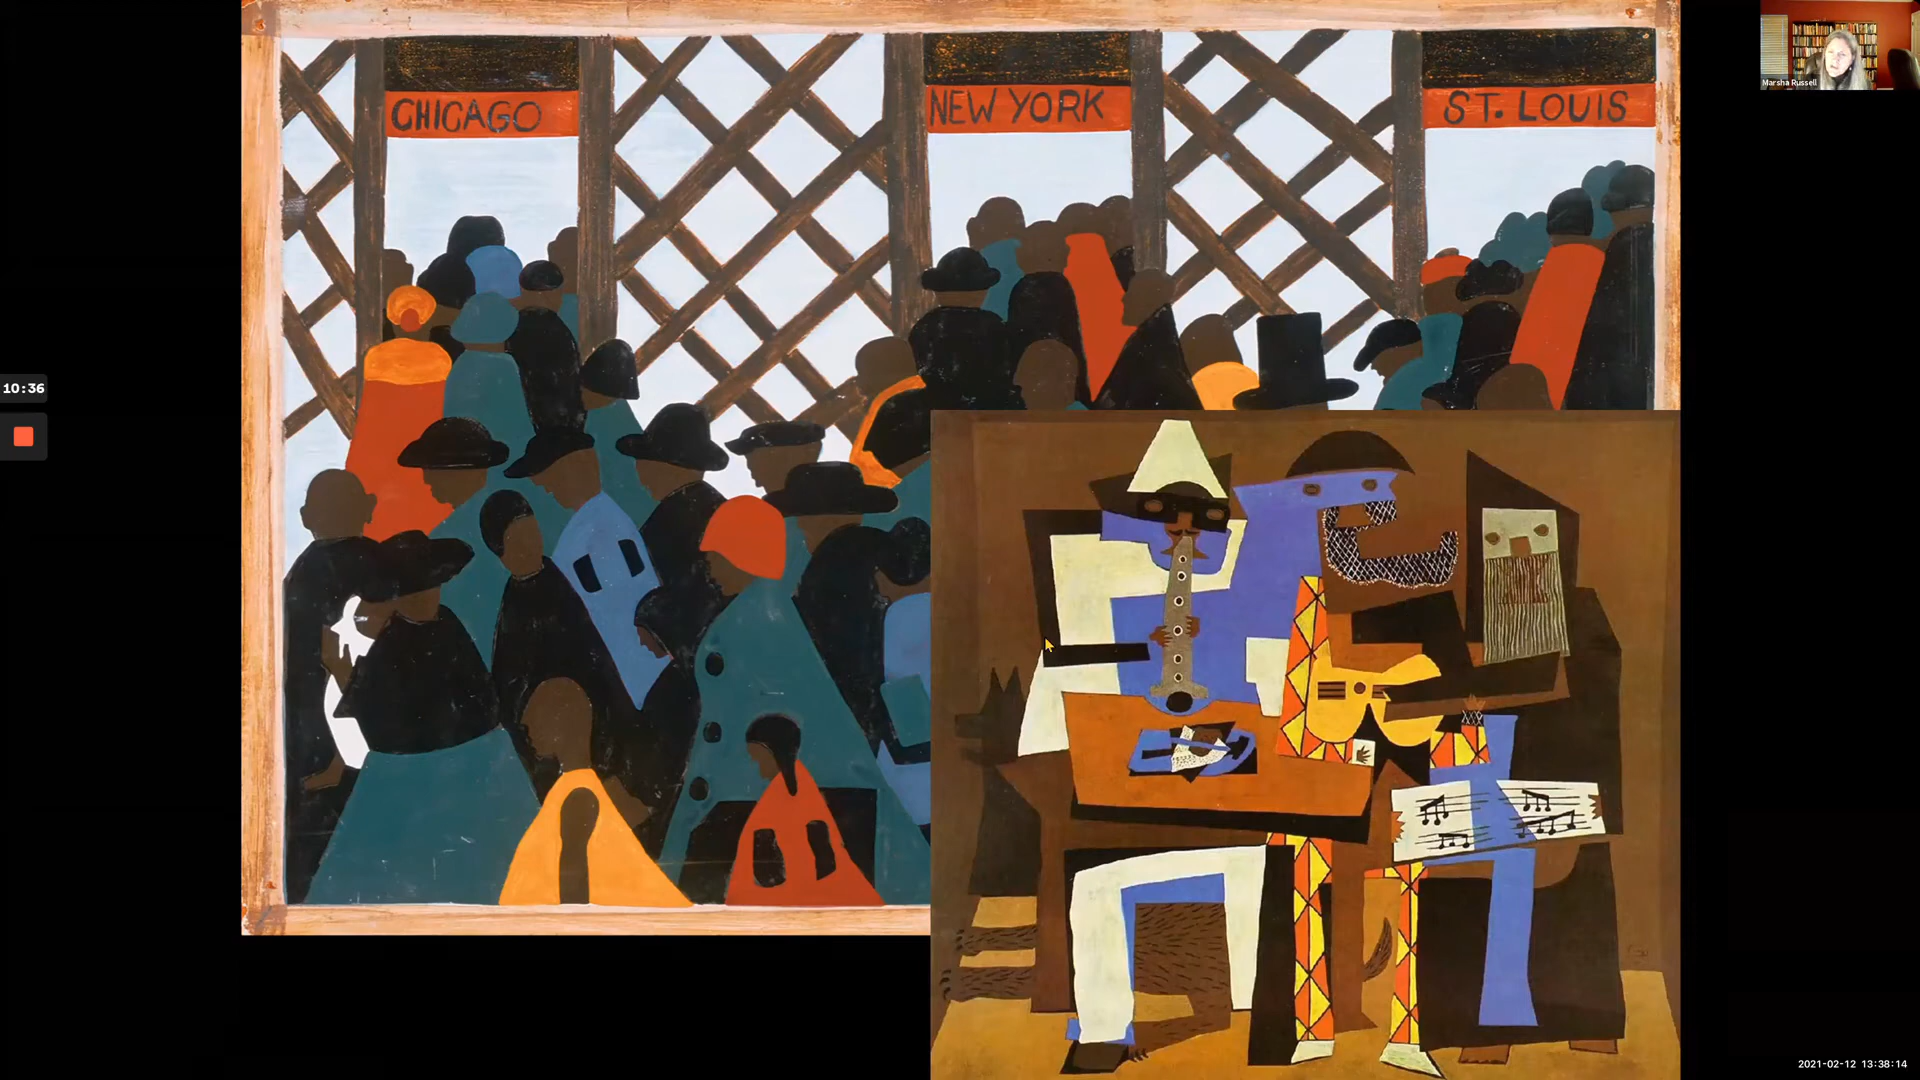 CHICAGO
NEW YORK
ST. LOUIS
Marsha Russell
10:36
2021-02-12 13:38:14